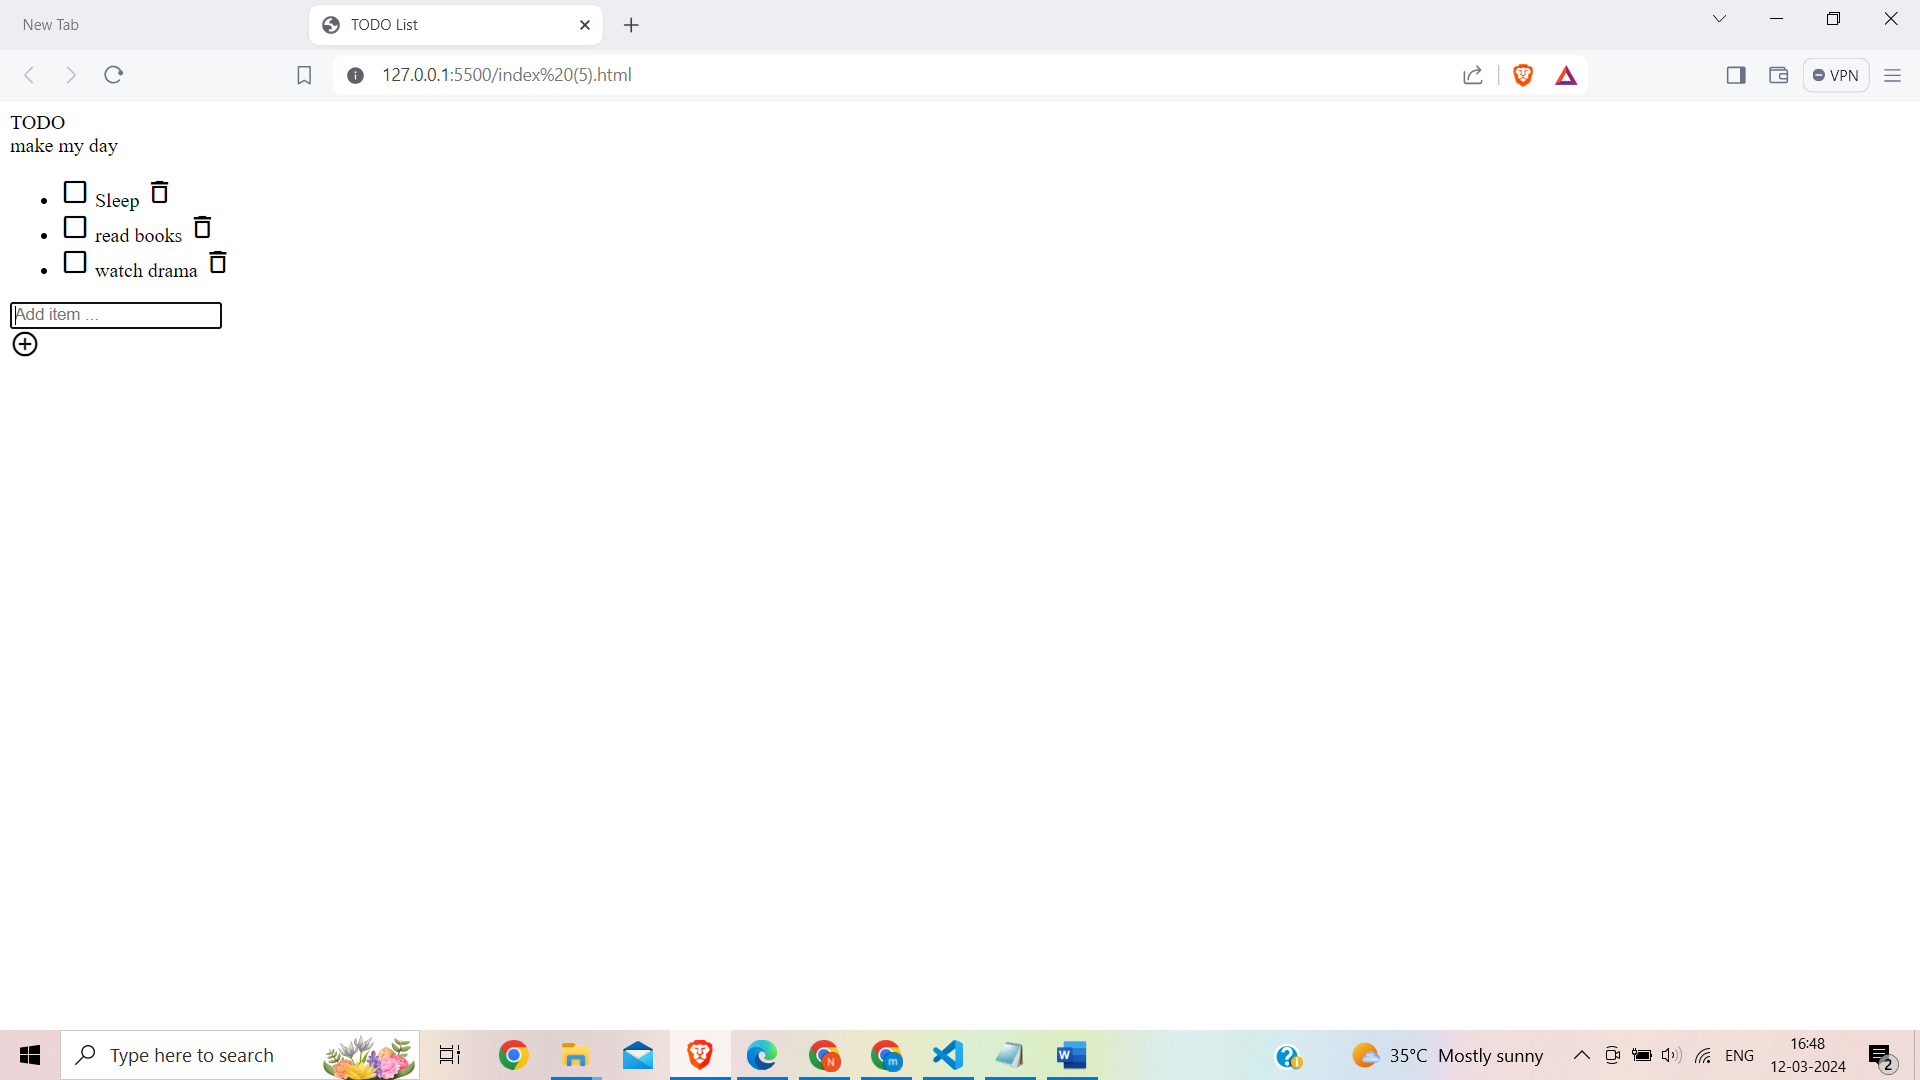 New Tab
TODO List
127.0.0.1:5500/index%20(5).html
VPN
TODO
make my day
Sleep
read books
watch drama
Add item ...
Type here to search
N
m
W
35°C Mostly sunny
ENG
16:48
12-03-2024
2